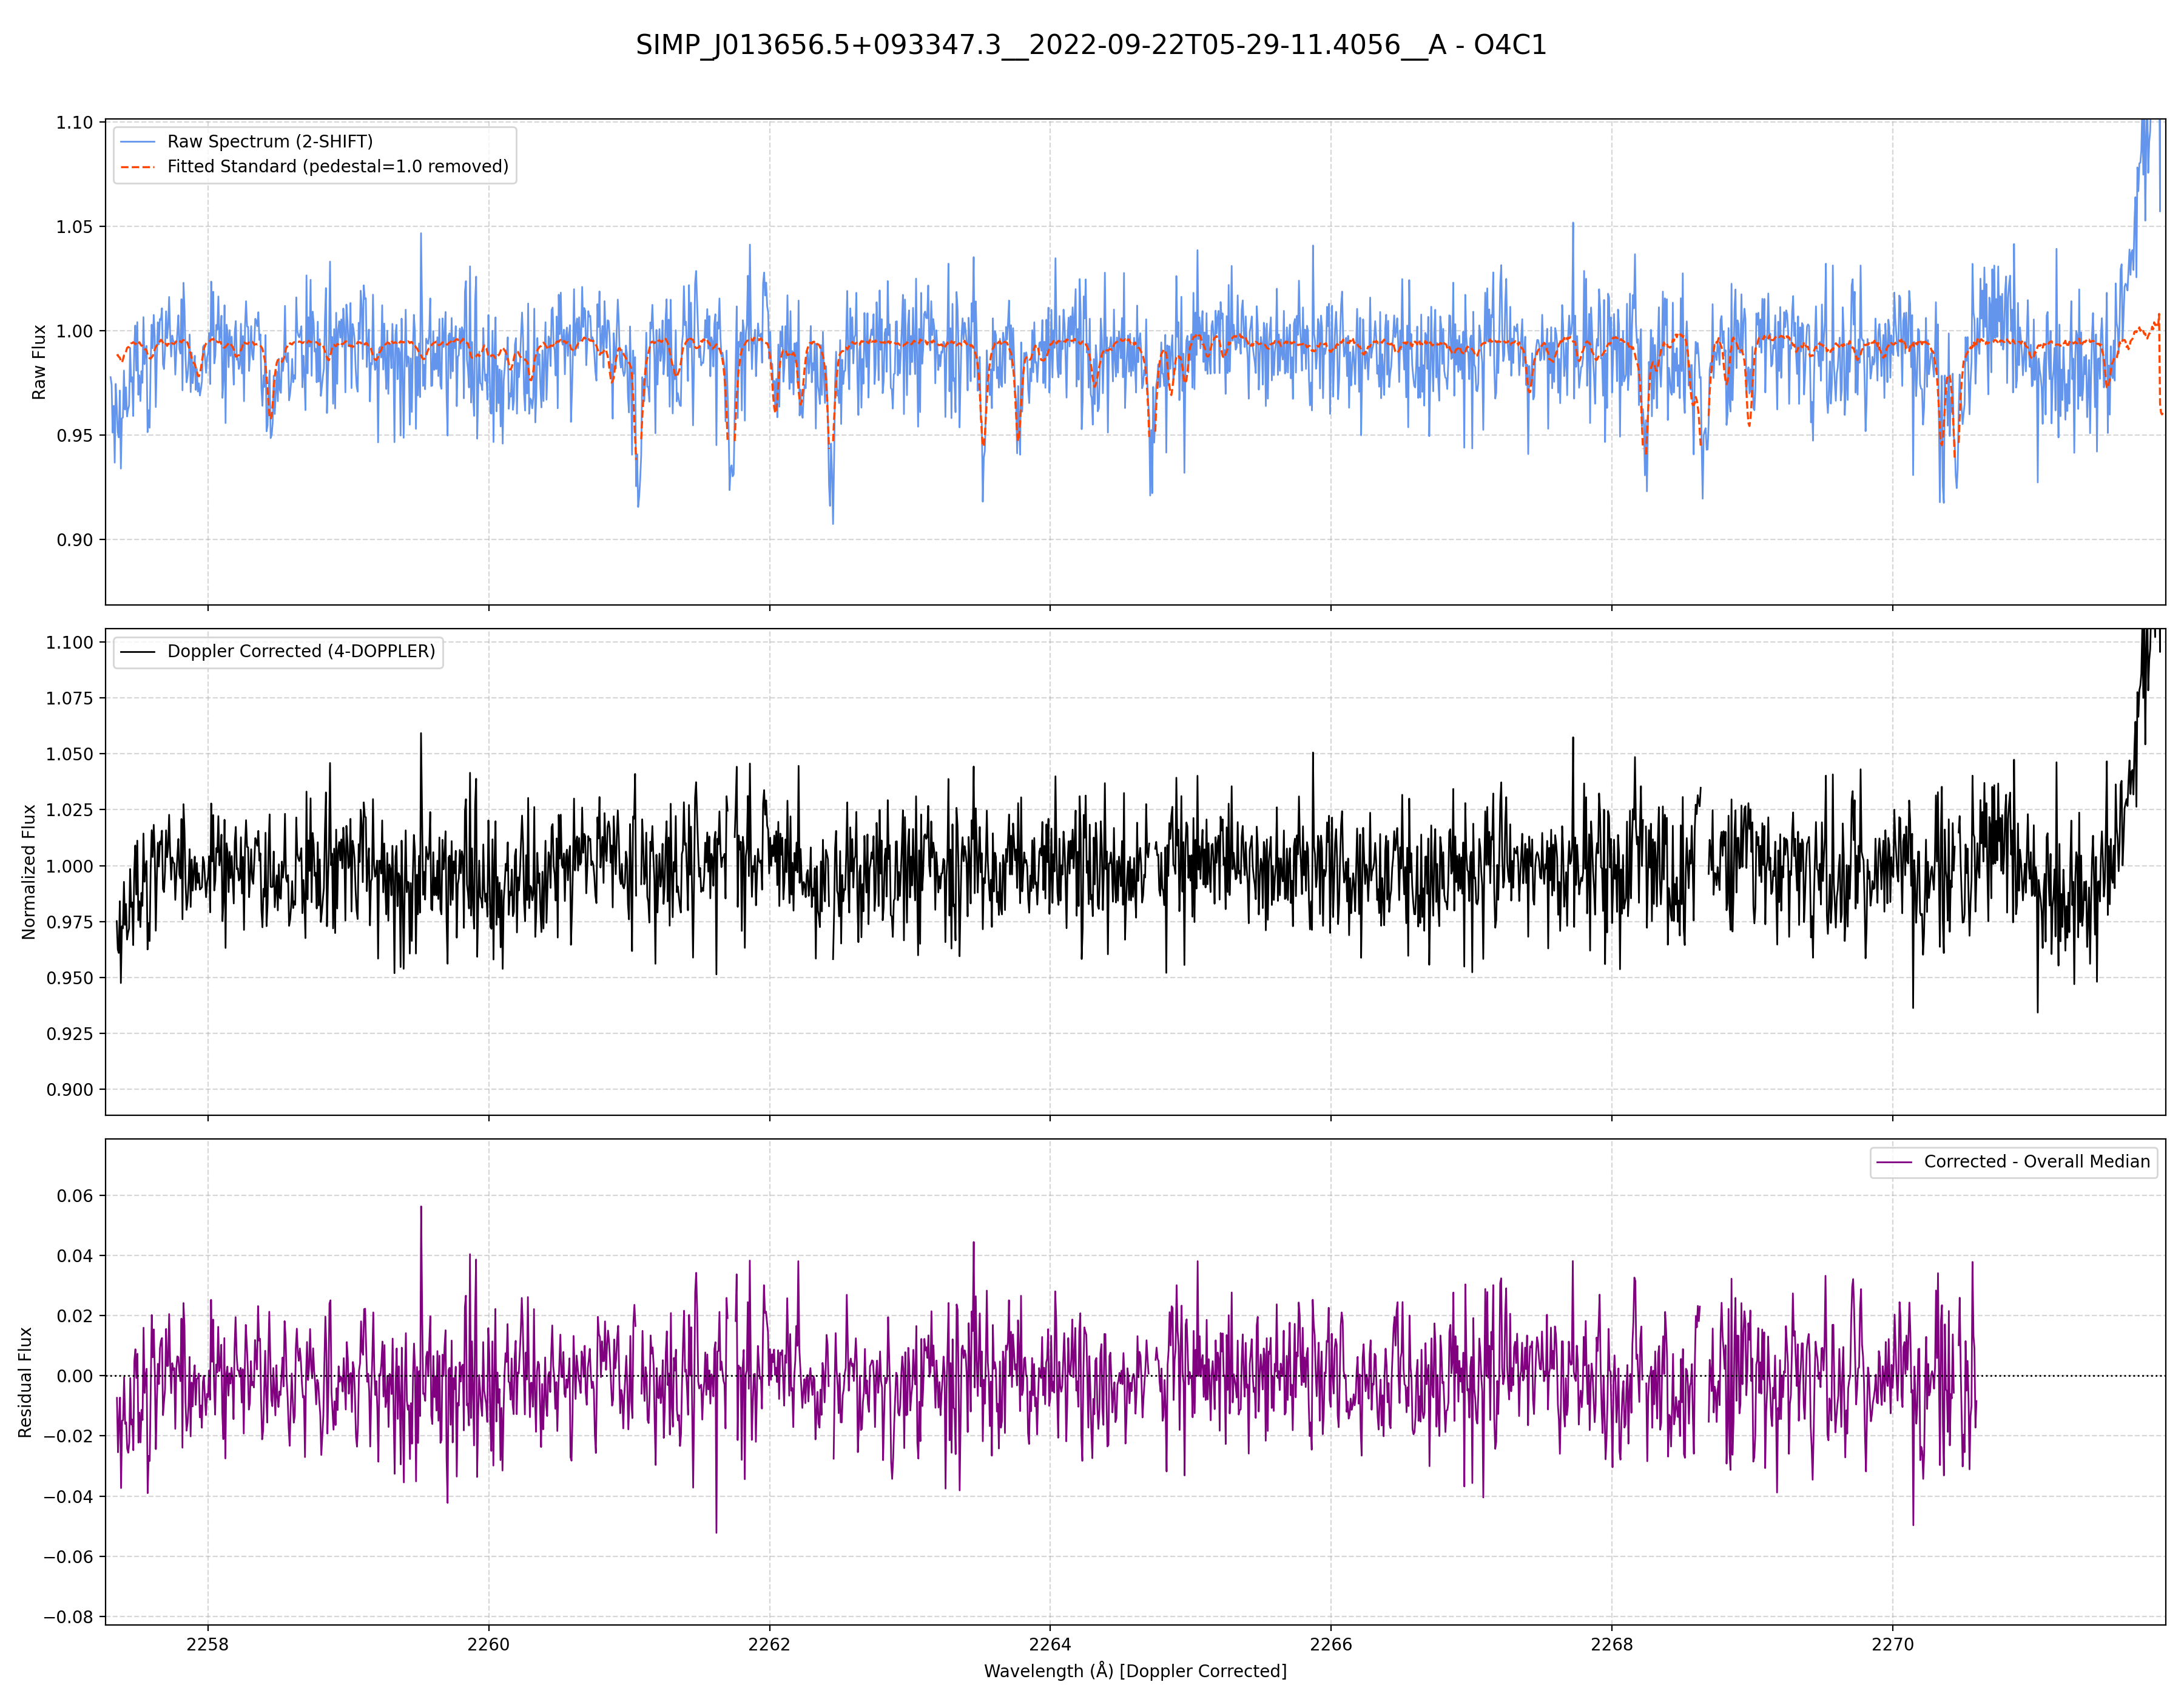 SIMP_J013656.5+093347.3__2022-09-22T05-29-11.4056__A - O4C1
Raw Flux
1.10
1.05
1.00
0.95
0.90
Raw Spectrum (2-SHIFT)
Fitted Standard (pedestal=1.0 removed)
Normalized Flux
1.100
1.075
1.050
1.025
1.000
0.975
0.950
0.925
0.900
Doppler Corrected (4-DOPPLER)
Residual Flux
0.06
0.04
0.02
0.00
−0.02
−0.04
−0.06
−0.08
Corrected - Overall Median
2258 2260 2262 2264 2266 2268 2270
Wavelength (Å) [Doppler Corrected]